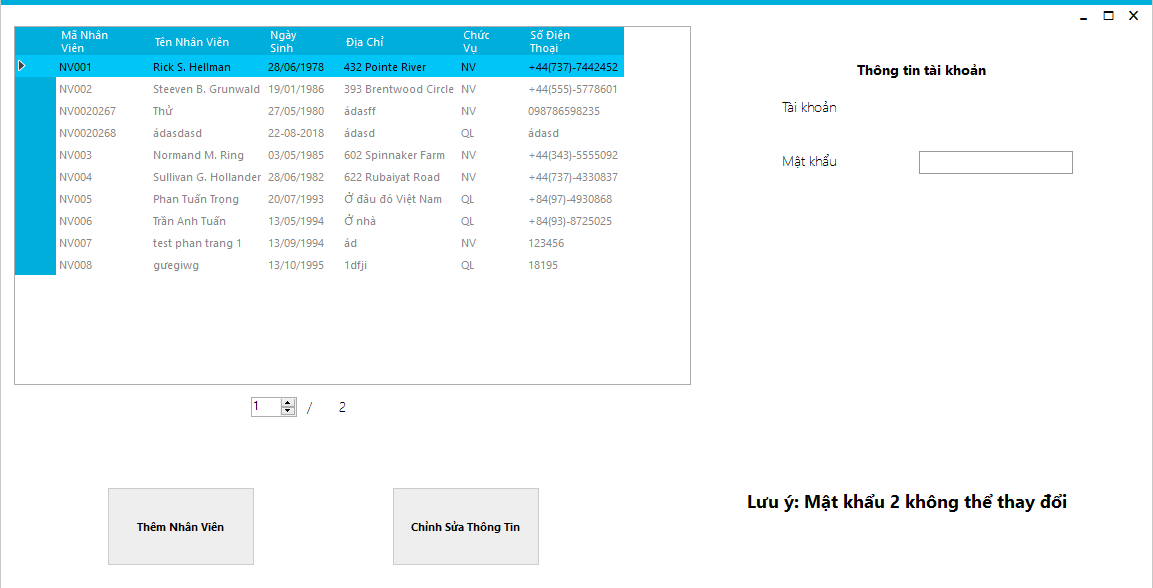 Mã Nhân Viên Tên Nhân Viên Ngày Sinh Địa Chỉ Chức Vụ Số Điện Thoại
NV001 Rick S. Hellman 28/06/1978 432 Pointe River NV +44(737)-7442452
NV002 Steeven B. Grunwald 19/01/1986 393 Brentwood Circle NV +44(555)-5778601
NV0020267 Thử 27/05/1980 ádasff NV 098786598235
NV0020268 ádasdasd 22-08-2018 ádasd QL ádasd
NV003 Normand M. Ring 03/05/1985 602 Spinnaker Farm NV +44(343)-5555092
NV004 Sullivan G. Hollander 28/06/1982 622 Rubaiyat Road NV +44(737)-4330837
NV005 Phan Tuấn Trọng 20/07/1993 Ở đâu đó Việt Nam QL +84(97)-4930868
NV006 Trần Anh Tuấn 13/05/1994 Ở nhà QL +84(93)-8725025
NV007 test phan trang 1 13/09/1994 ád NV 123456
NV008 gưegiwg 13/10/1995 1dfji QL 18195
1 / 2
Thêm Nhân Viên
Chỉnh Sửa Thông Tin
Thông tin tài khoản
Tài khoản
Mật khẩu
Lưu ý: Mật khẩu 2 không thể thay đổi